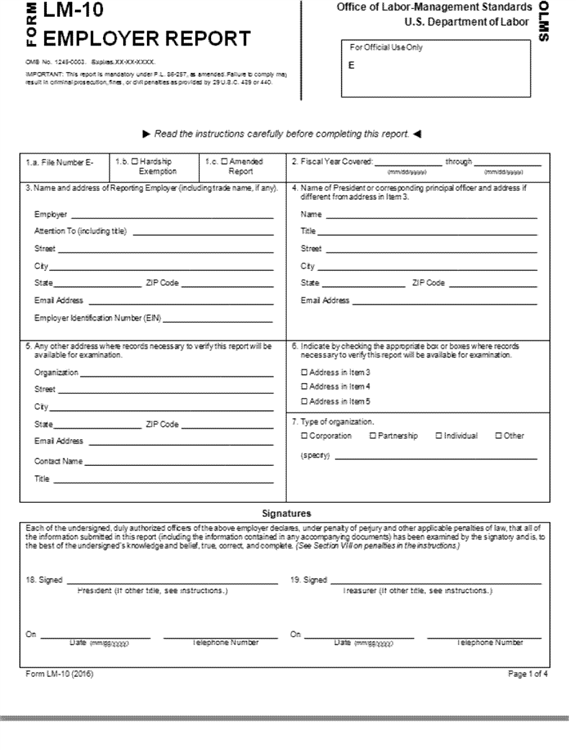 FORM LM-10
EMPLOYER REPORT
Office of Labor-Management Standards
U.S. Department of Labor
OLMS
For Official Use Only
E
OMB No. 1245-0003. Expires XX-XX-XXXX.
IMPORTANT: This report is mandatory under P.L. 86-257, as amended. Failure to comply may
result in criminal prosecution, fines, or civil penalties as provided by 29 U.S.C. 439 or 440.
▶ Read the instructions carefully before completing this report. ◀
1.a. File Number E-
1.b. ☐ Hardship
Exemption
1.c. ☐ Amended
Report
2. Fiscal Year Covered: through
(mm/dd/yyyy) (mm/dd/yyyy)
3. Name and address of Reporting Employer (including trade name, if any).
Employer
Attention To (including title)
Street
City
State ZIP Code
Email Address
Employer Identification Number (EIN)
4. Name of President or corresponding principal officer and address if
different from address in Item 3.
Name
Title
Street
City
State ZIP Code
Email Address
5. Any other address where records necessary to verify this report will be
available for examination.
Organization
Street
City
State ZIP Code
Email Address
Contact Name
Title
6. Indicate by checking the appropriate box or boxes where records
necessary to verify this report will be available for examination.
☐ Address in Item 3
☐ Address in Item 4
☐ Address in Item 5
7. Type of organization.
☐ Corporation ☐ Partnership ☐ Individual ☐ Other
(specify)
Signatures
Each of the undersigned, duly authorized officers of the above employer declares, under penalty of perjury and other applicable penalties of law, that all of
the information submitted in this report (including the information contained in any accompanying documents) has been examined by the signatory and is, to
the best of the undersigned's knowledge and belief, true, correct, and complete. (See Section VIII on penalties in the instructions.)
18. Signed
President (If other title, see instructions.)
19. Signed
Treasurer (If other title, see instructions.)
On
Date (mm/dd/yyyy) Telephone Number
On
Date (mm/dd/yyyy) Telephone Number
Form LM-10 (2016)
Page 1 of 4